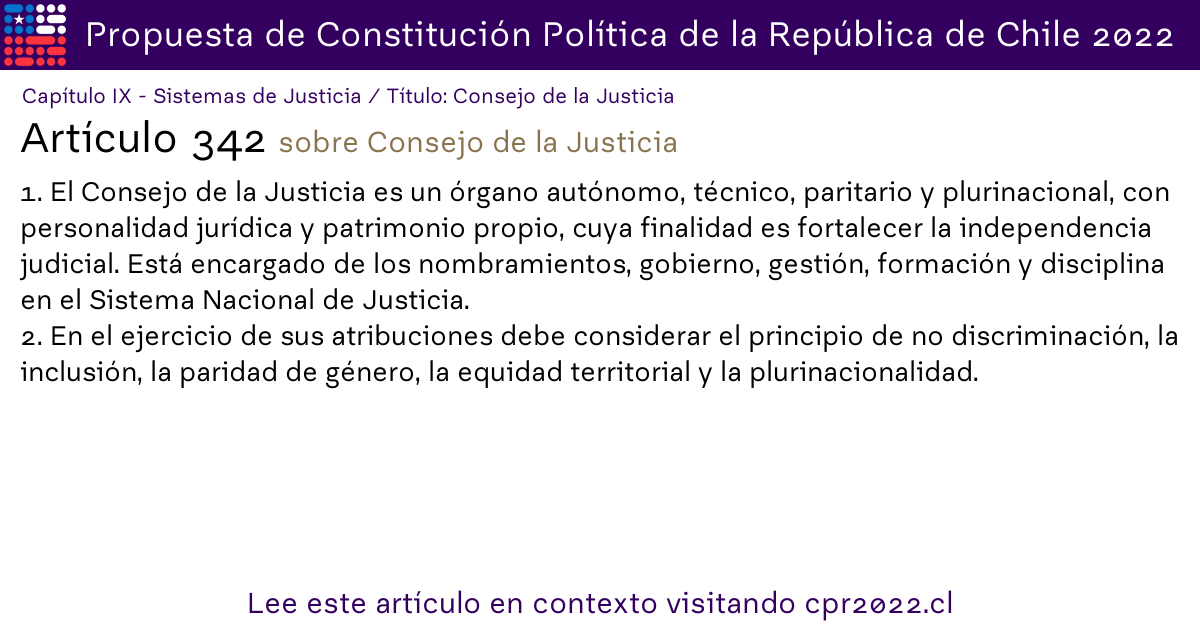 Propuesta de Constitución Política de la República de Chile 2022
Capítulo IX - Sistemas de Justicia / Título: Consejo de la Justicia
Artículo 342 sobre Consejo de la Justicia
1. El Consejo de la Justicia es un órgano autónomo, técnico, paritario y plurinacional, con
personalidad jurídica y patrimonio propio, cuya finalidad es fortalecer la independencia
judicial. Está encargado de los nombramientos, gobierno, gestión, formación y disciplina
en el Sistema Nacional de Justicia.
2. En el ejercicio de sus atribuciones debe considerar el principio de no discriminación, la
inclusión, la paridad de género, la equidad territorial y la plurinacionalidad.
Lee este artículo en contexto visitando cpr2022.cl